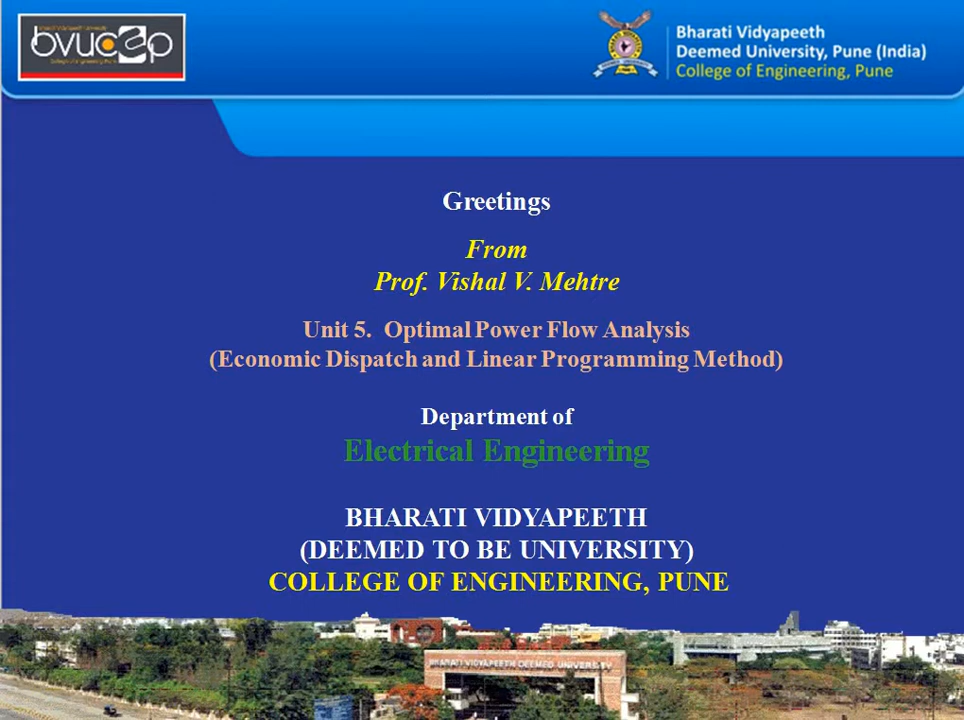 bvucoep
Bharati Vidyapeeth
Deemed University, Pune (India)
College of Engineering, Pune
Greetings
From
Prof. Vishal V. Mehtre
Unit 5. Optimal Power Flow Analysis
(Economic Dispatch and Linear Programming Method)
Department of
Electrical Engineering
BHARATI VIDYAPEETH
(DEEMED TO BE UNIVERSITY)
COLLEGE OF ENGINEERING, PUNE
BHARATI VIDYAPEETH DEEMED UNIVERSITY